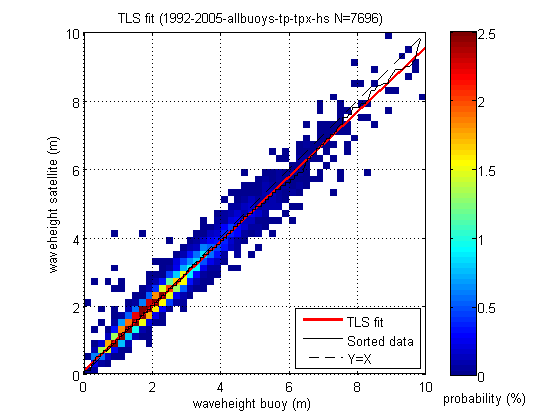 TLS fit (1992-2005-allbuoys-tp-tpx-hs N=7696)
10
8
6
4
2
0
waveheight satellite (m)
0 2 4 6 8 10
waveheight buoy (m)
TLS fit
Sorted data
Y=X
2.5
2
1.5
1
0.5
0
probability (%)